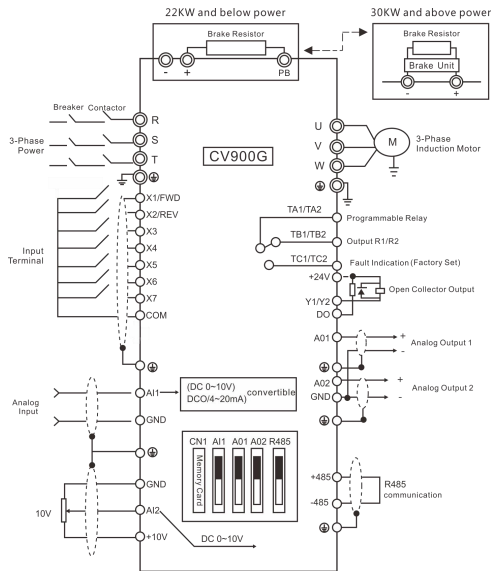 22KW and below power
30KW and above power
Brake Resistor
- + PB
Brake Resistor
Brake Unit
- +
Breaker Contactor
3-Phase
Power
R
S
T
CV900G
U
V
W
M
3-Phase
Induction Motor
Input
Terminal
X1/FWD
X2/REV
X3
X4
X5
X6
X7
COM
TA1/TA2
Programmable Relay
TB1/TB2
Output R1/R2
TC1/TC2
Fault Indication (Factory Set)
+24V
Y1/Y2
DO
Open Collector Output
A01
+
-
Analog Output 1
A02
GND
+
-
Analog Output 2
Analog
Input
AI1
(DC 0~10V)
DCO/4~20mA)
convertible
GND
CN1 AI1 A01 A02 R485
Memory Card
GND
10V
AI2
+10V
DC 0~10V
+485
-485
R485
communication